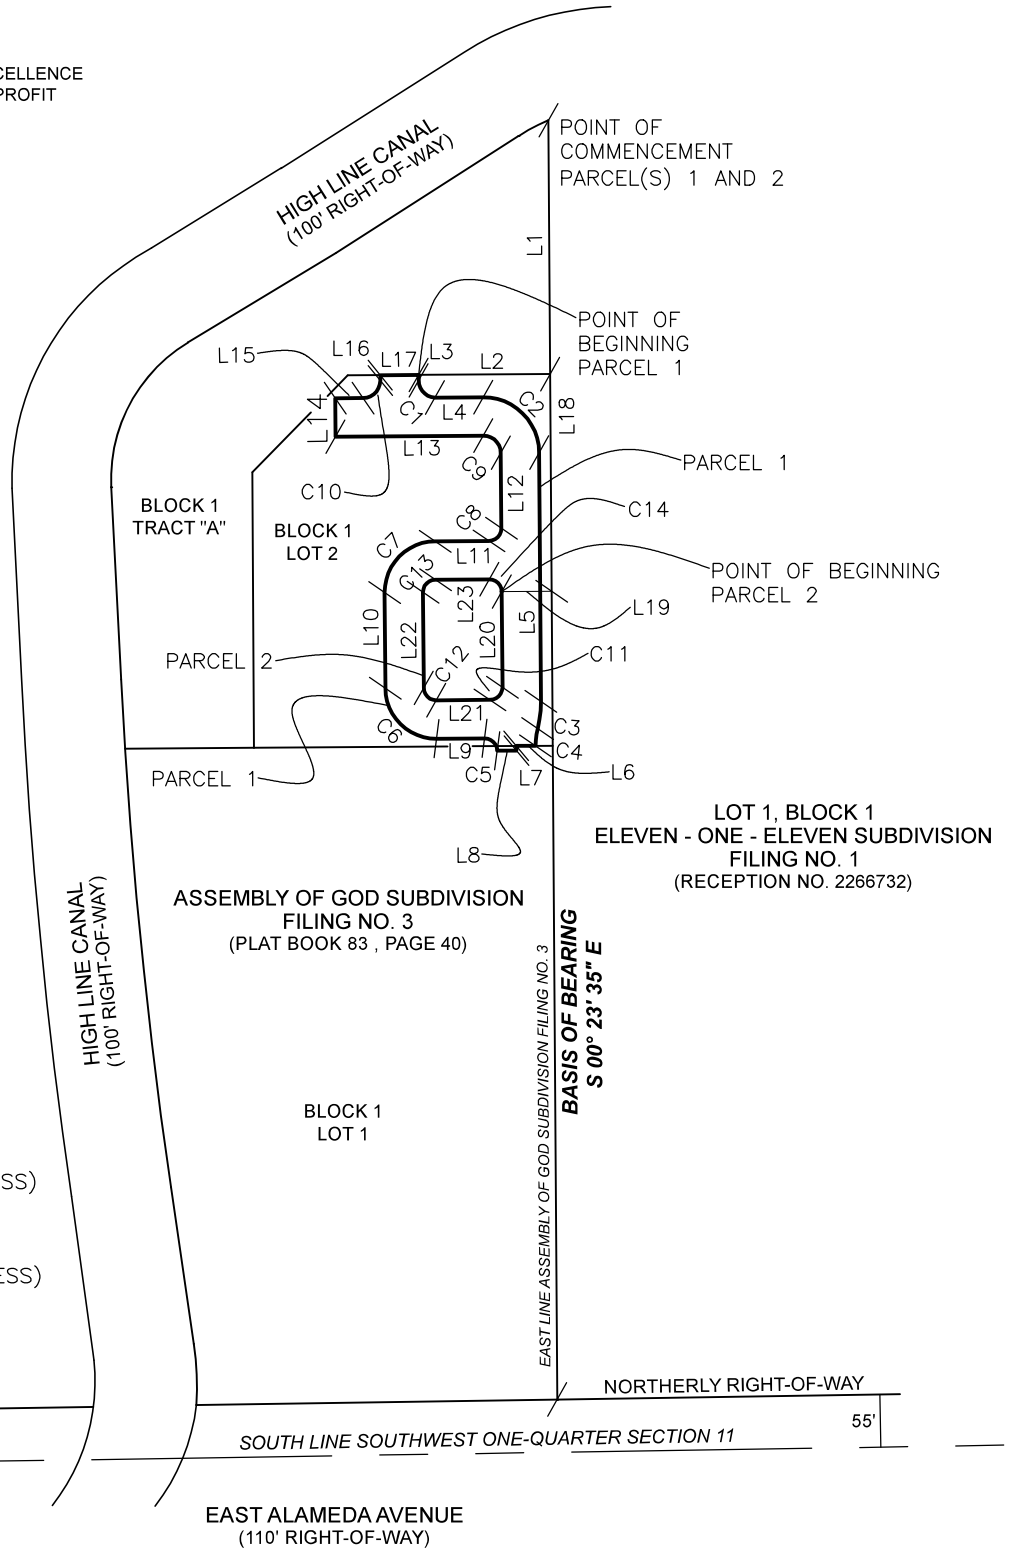 CELLENCE
PROFIT
HIGH LINE CANAL
(100' RIGHT-OF-WAY)
POINT OF
COMMENCEMENT
PARCEL(S) 1 AND 2
L1
POINT OF
BEGINNING
PARCEL 1
L15
L16
L17
L3
L2
L14
C1
L4
C2
L18
L13
C9
PARCEL 1
C10
L12
BLOCK 1
TRACT "A"
BLOCK 1
LOT 2
C8
C14
C7
L11
C13
POINT OF BEGINNING
PARCEL 2
L23
L19
L10
L22
L20
L5
C11
PARCEL 2
C12
L21
C3
C6
L9
C4
C5
L7
L6
PARCEL 1
L8
LOT 1, BLOCK 1
ELEVEN - ONE - ELEVEN SUBDIVISION
FILING NO. 1
(RECEPTION NO. 2266732)
ASSEMBLY OF GOD SUBDIVISION
FILING NO. 3
(PLAT BOOK 83 , PAGE 40)
HIGH LINE CANAL
(100' RIGHT-OF-WAY)
EAST LINE ASSEMBLY OF GOD SUBDIVISION FILING NO. 3
BASIS OF BEARING
S 00° 23' 35" E
BLOCK 1
LOT 1
SS)
ESS)
NORTHERLY RIGHT-OF-WAY
55'
SOUTH LINE SOUTHWEST ONE-QUARTER SECTION 11
EAST ALAMEDA AVENUE
(110' RIGHT-OF-WAY)